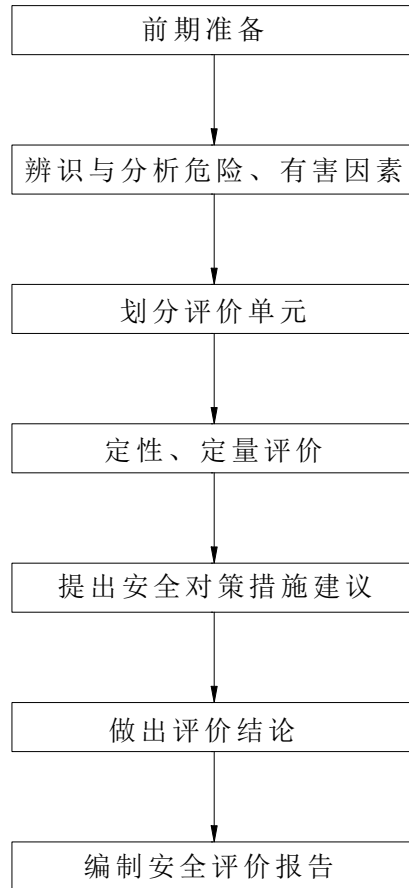 前期准备
辨识与分析危险、有害因素
划分评价单元
定性、定量评价
提出安全对策措施建议
做出评价结论
编制安全评价报告